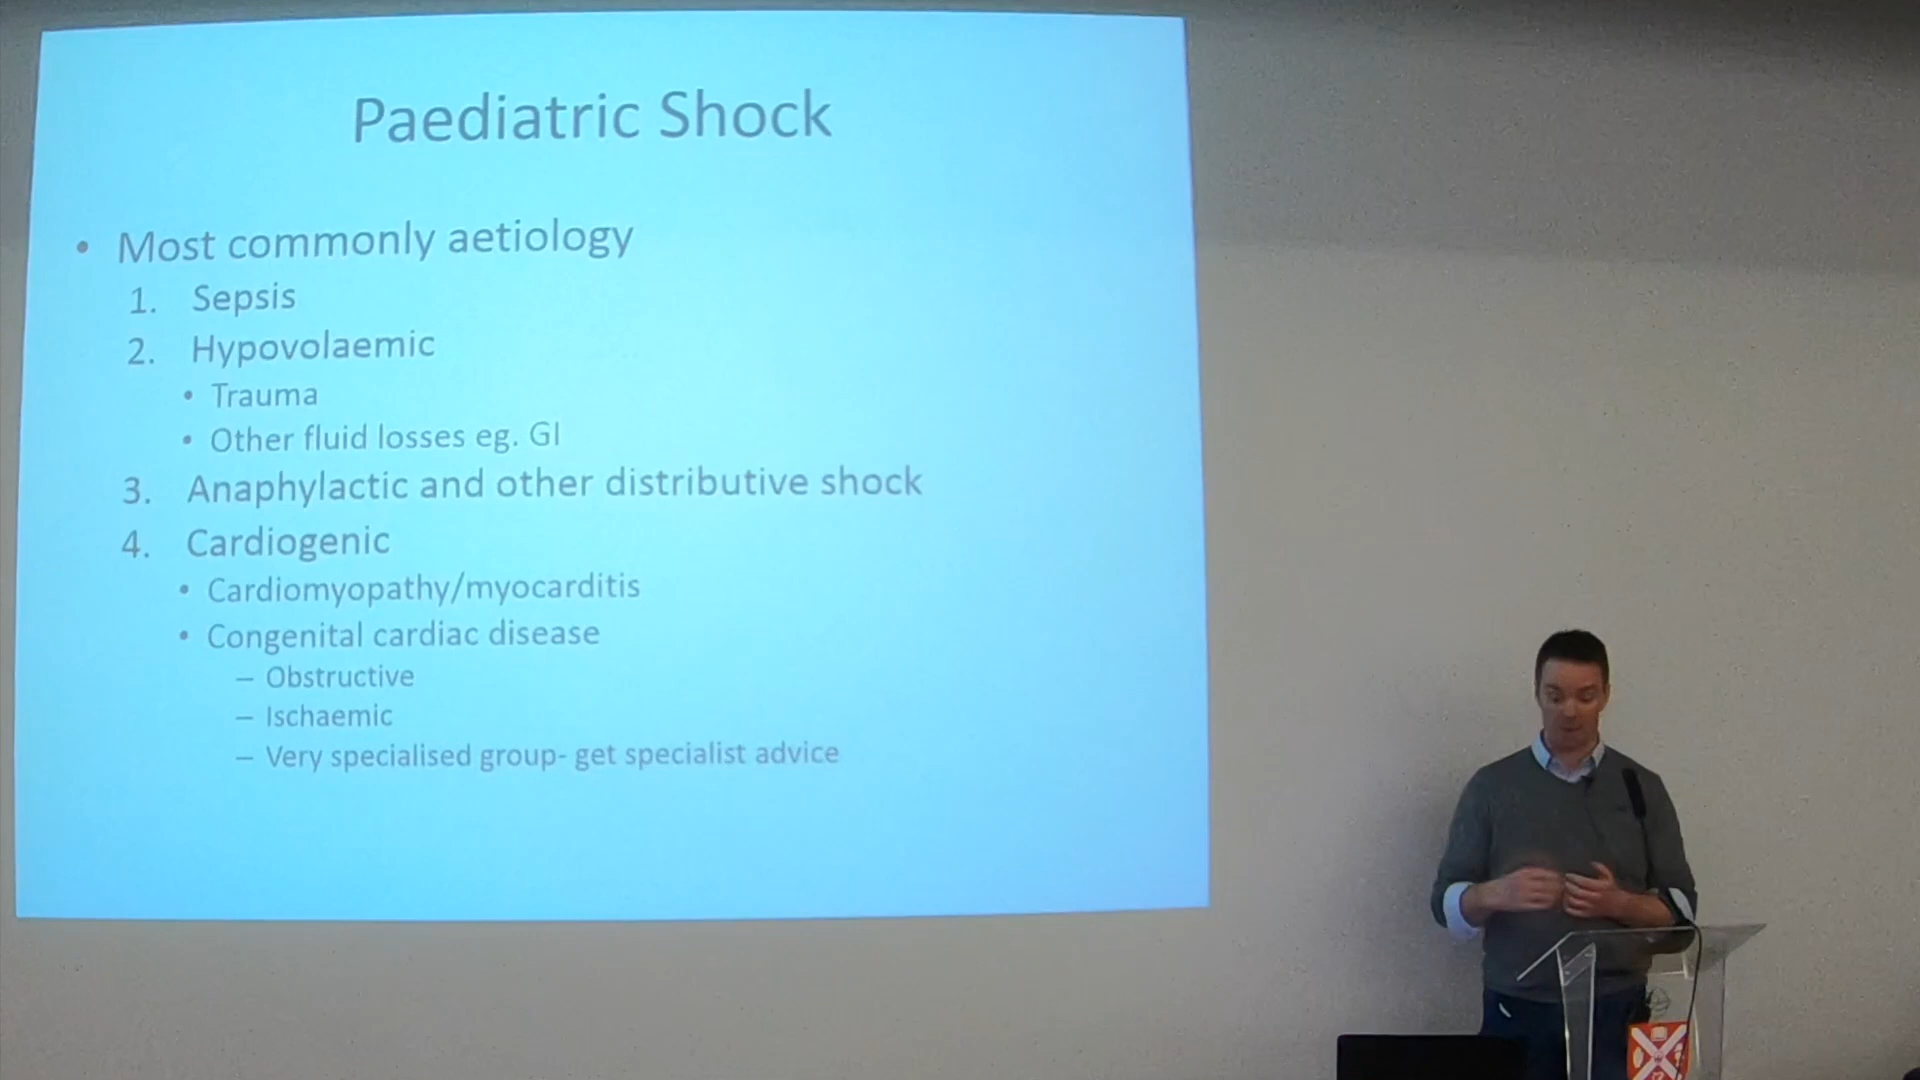 Paediatric Shock
• Most commonly aetiology
1. Sepsis
2. Hypovolaemic
• Trauma
• Other fluid losses eg. GI
3. Anaphylactic and other distributive shock
4. Cardiogenic
• Cardiomyopathy/myocarditis
• Congenital cardiac disease
– Obstructive
– Ischaemic
– Very specialised group- get specialist advice